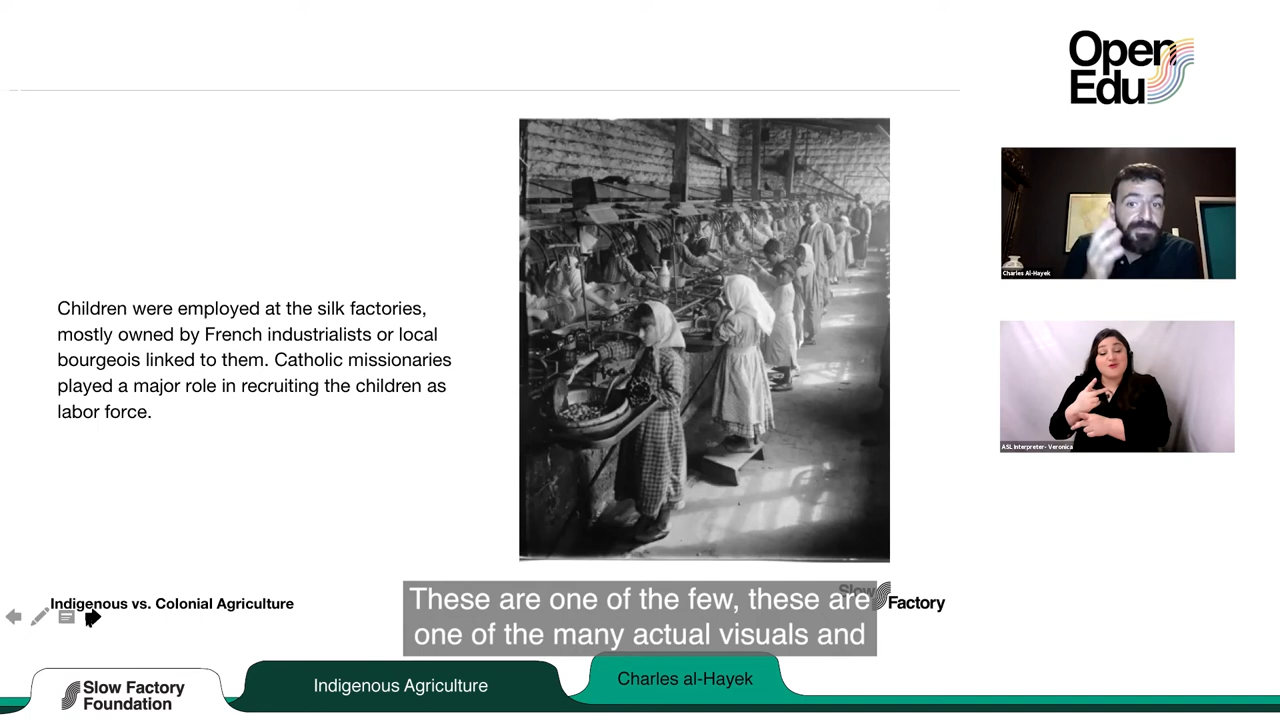 Open
Edu
Charles Al-Hayek
Children were employed at the silk factories,
mostly owned by French industrialists or local
bourgeois linked to them. Catholic missionaries
played a major role in recruiting the children as
labor force.
ASL Interpreter- Veronica
Indigenous vs. Colonial Agriculture
Slow
Factory
These are one of the few, these are
one of the many actual visuals and
Slow Factory
Foundation
Indigenous Agriculture
Charles al-Hayek